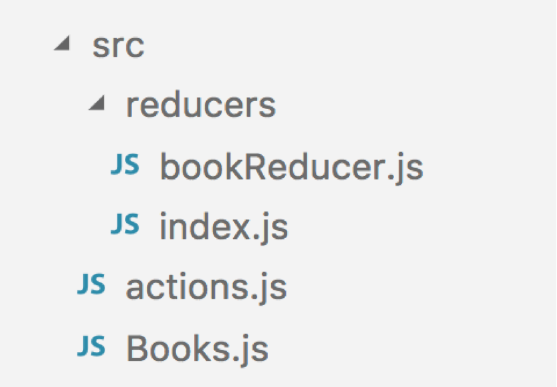 src
reducers
JS bookReducer.js
JS index.js
JS actions.js
JS Books.js